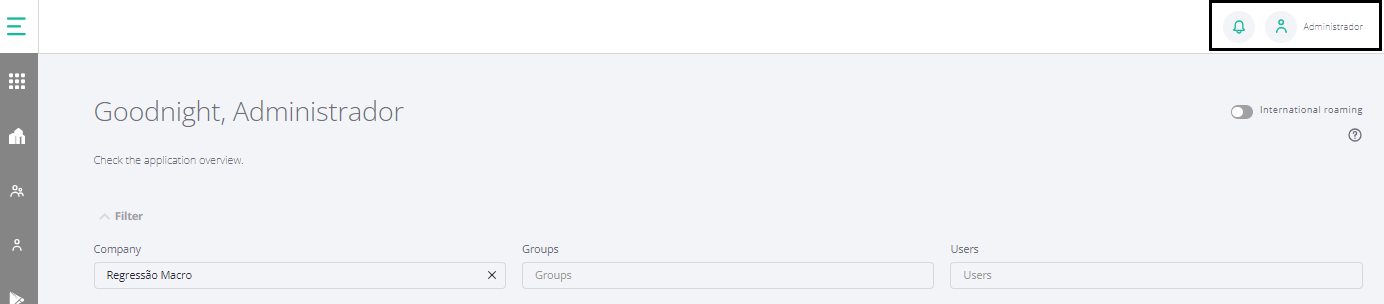 Administrador
Goodnight, Administrador
International roaming
Check the application overview.
Filter
Company
Groups
Users
Regressão Macro
Groups
Users